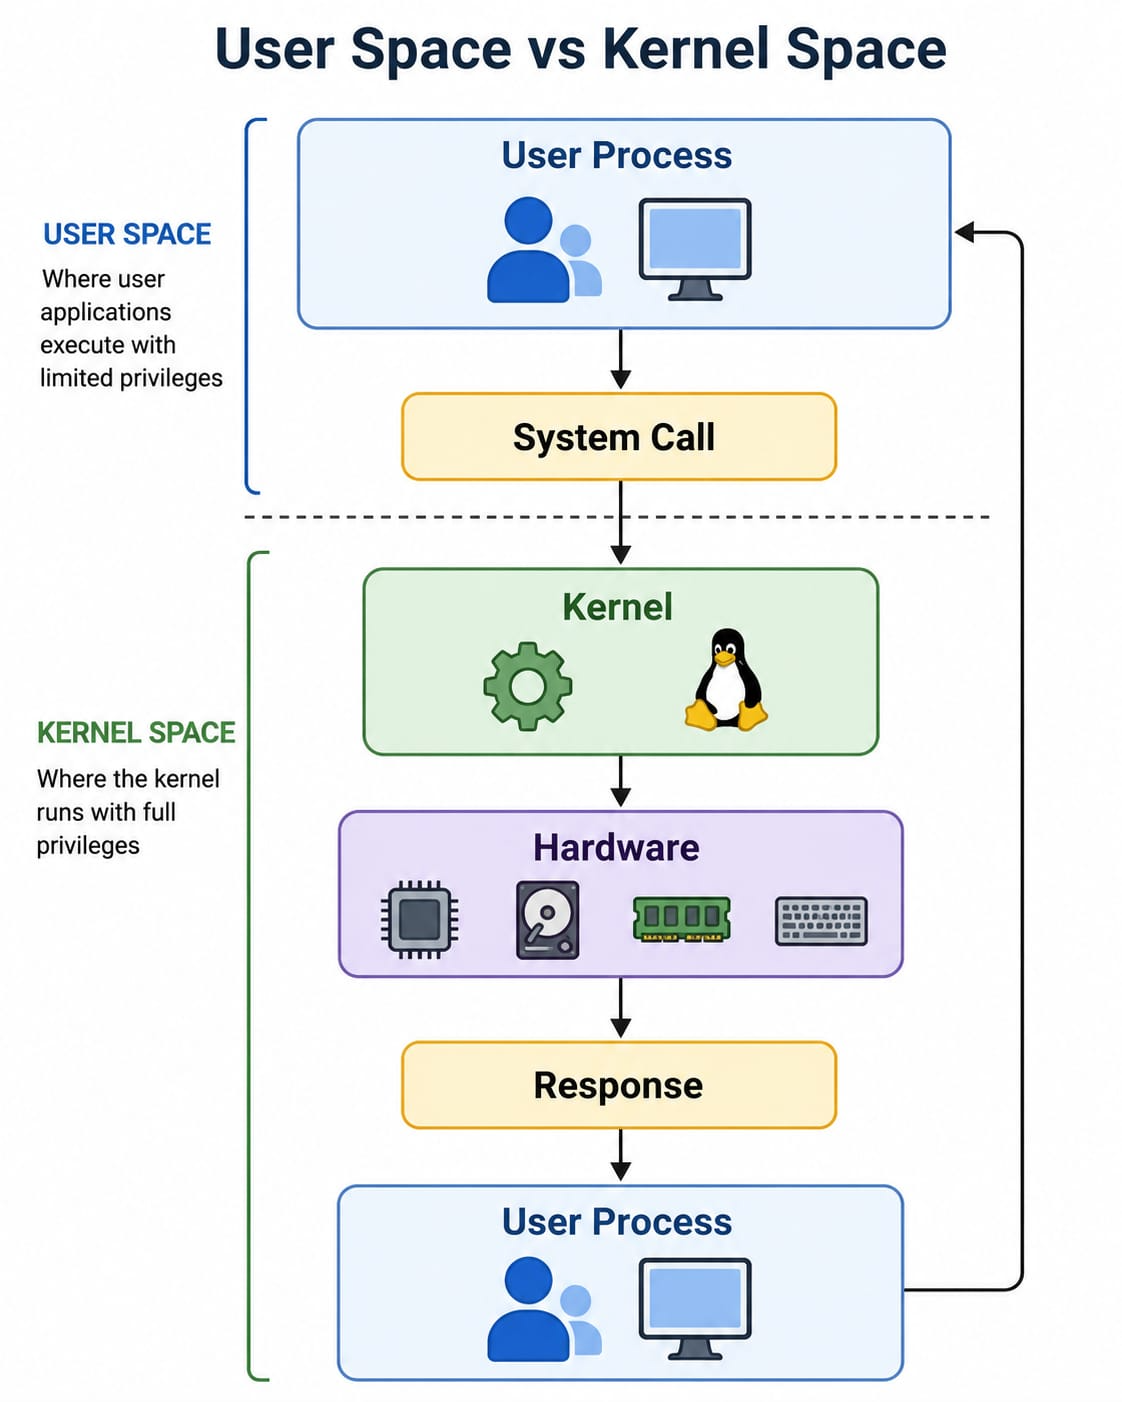 User Space vs Kernel Space
User Process
USER SPACE
Where user
applications
execute with
limited privileges
System Call
Kernel
KERNEL SPACE
Where the kernel
runs with full
privileges
Hardware
Response
User Process